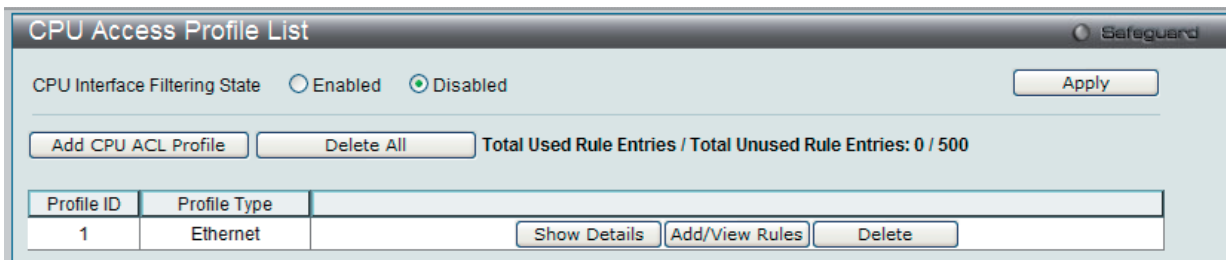 CPU Access Profile List
Safeguard
CPU Interface Filtering State Enabled Disabled Apply
Add CPU ACL Profile Delete All Total Used Rule Entries / Total Unused Rule Entries: 0 / 500
Profile ID Profile Type
1 Ethernet Show Details Add/View Rules Delete